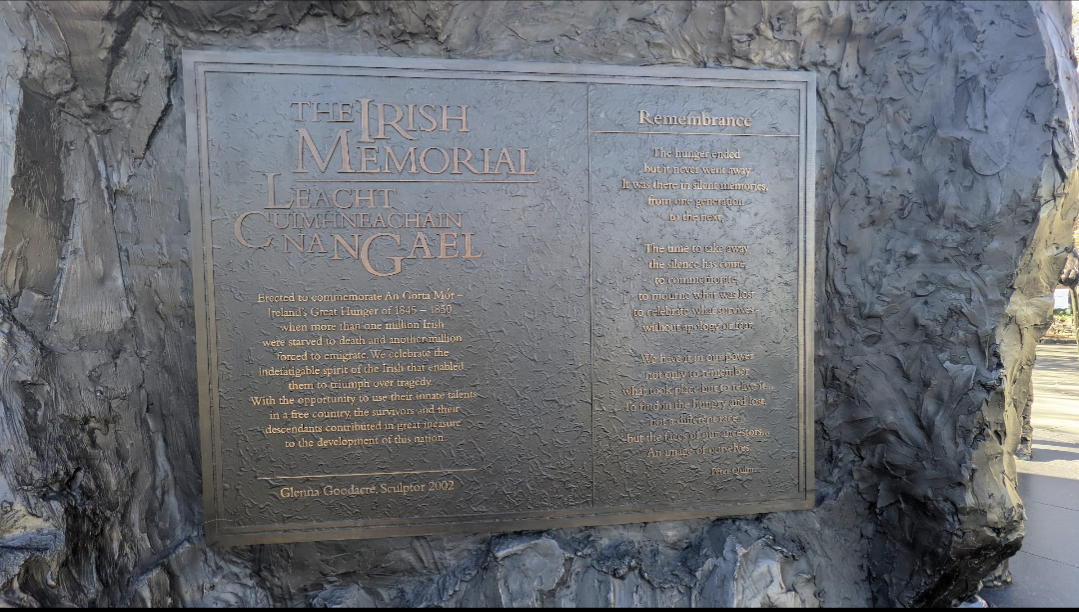 THE IRISH
MEMORIAL
LEACHT
CUIMHNEACHÁIN
NA NGAEL
Erected to commemorate An Gorta Mór –
Ireland's Great Hunger of 1845 – 1850
when more than one million Irish
were starved to death and another million
forced to emigrate. We celebrate the
indefatigable spirit of the Irish that enabled
them to triumph over tragedy.
With the opportunity to use their innate talents
in a free country, the survivors and their
descendants contributed in great measure
to the development of this nation.
Glenna Goodacre, Sculptor 2002
Remembrance
The hunger ended
but it never went away
It was there in silent memories,
from one generation
to the next,
The time to take away
the silence has come,
to commemorate,
to mourn what was lost
to celebrate what survives
without apology or fear.
We have it in our power
not only to remember
what took place but to relive it...
To find in the hungry and lost,
not a different race
but the faces of our ancestors...
An image of ourselves.
Peter Quinn